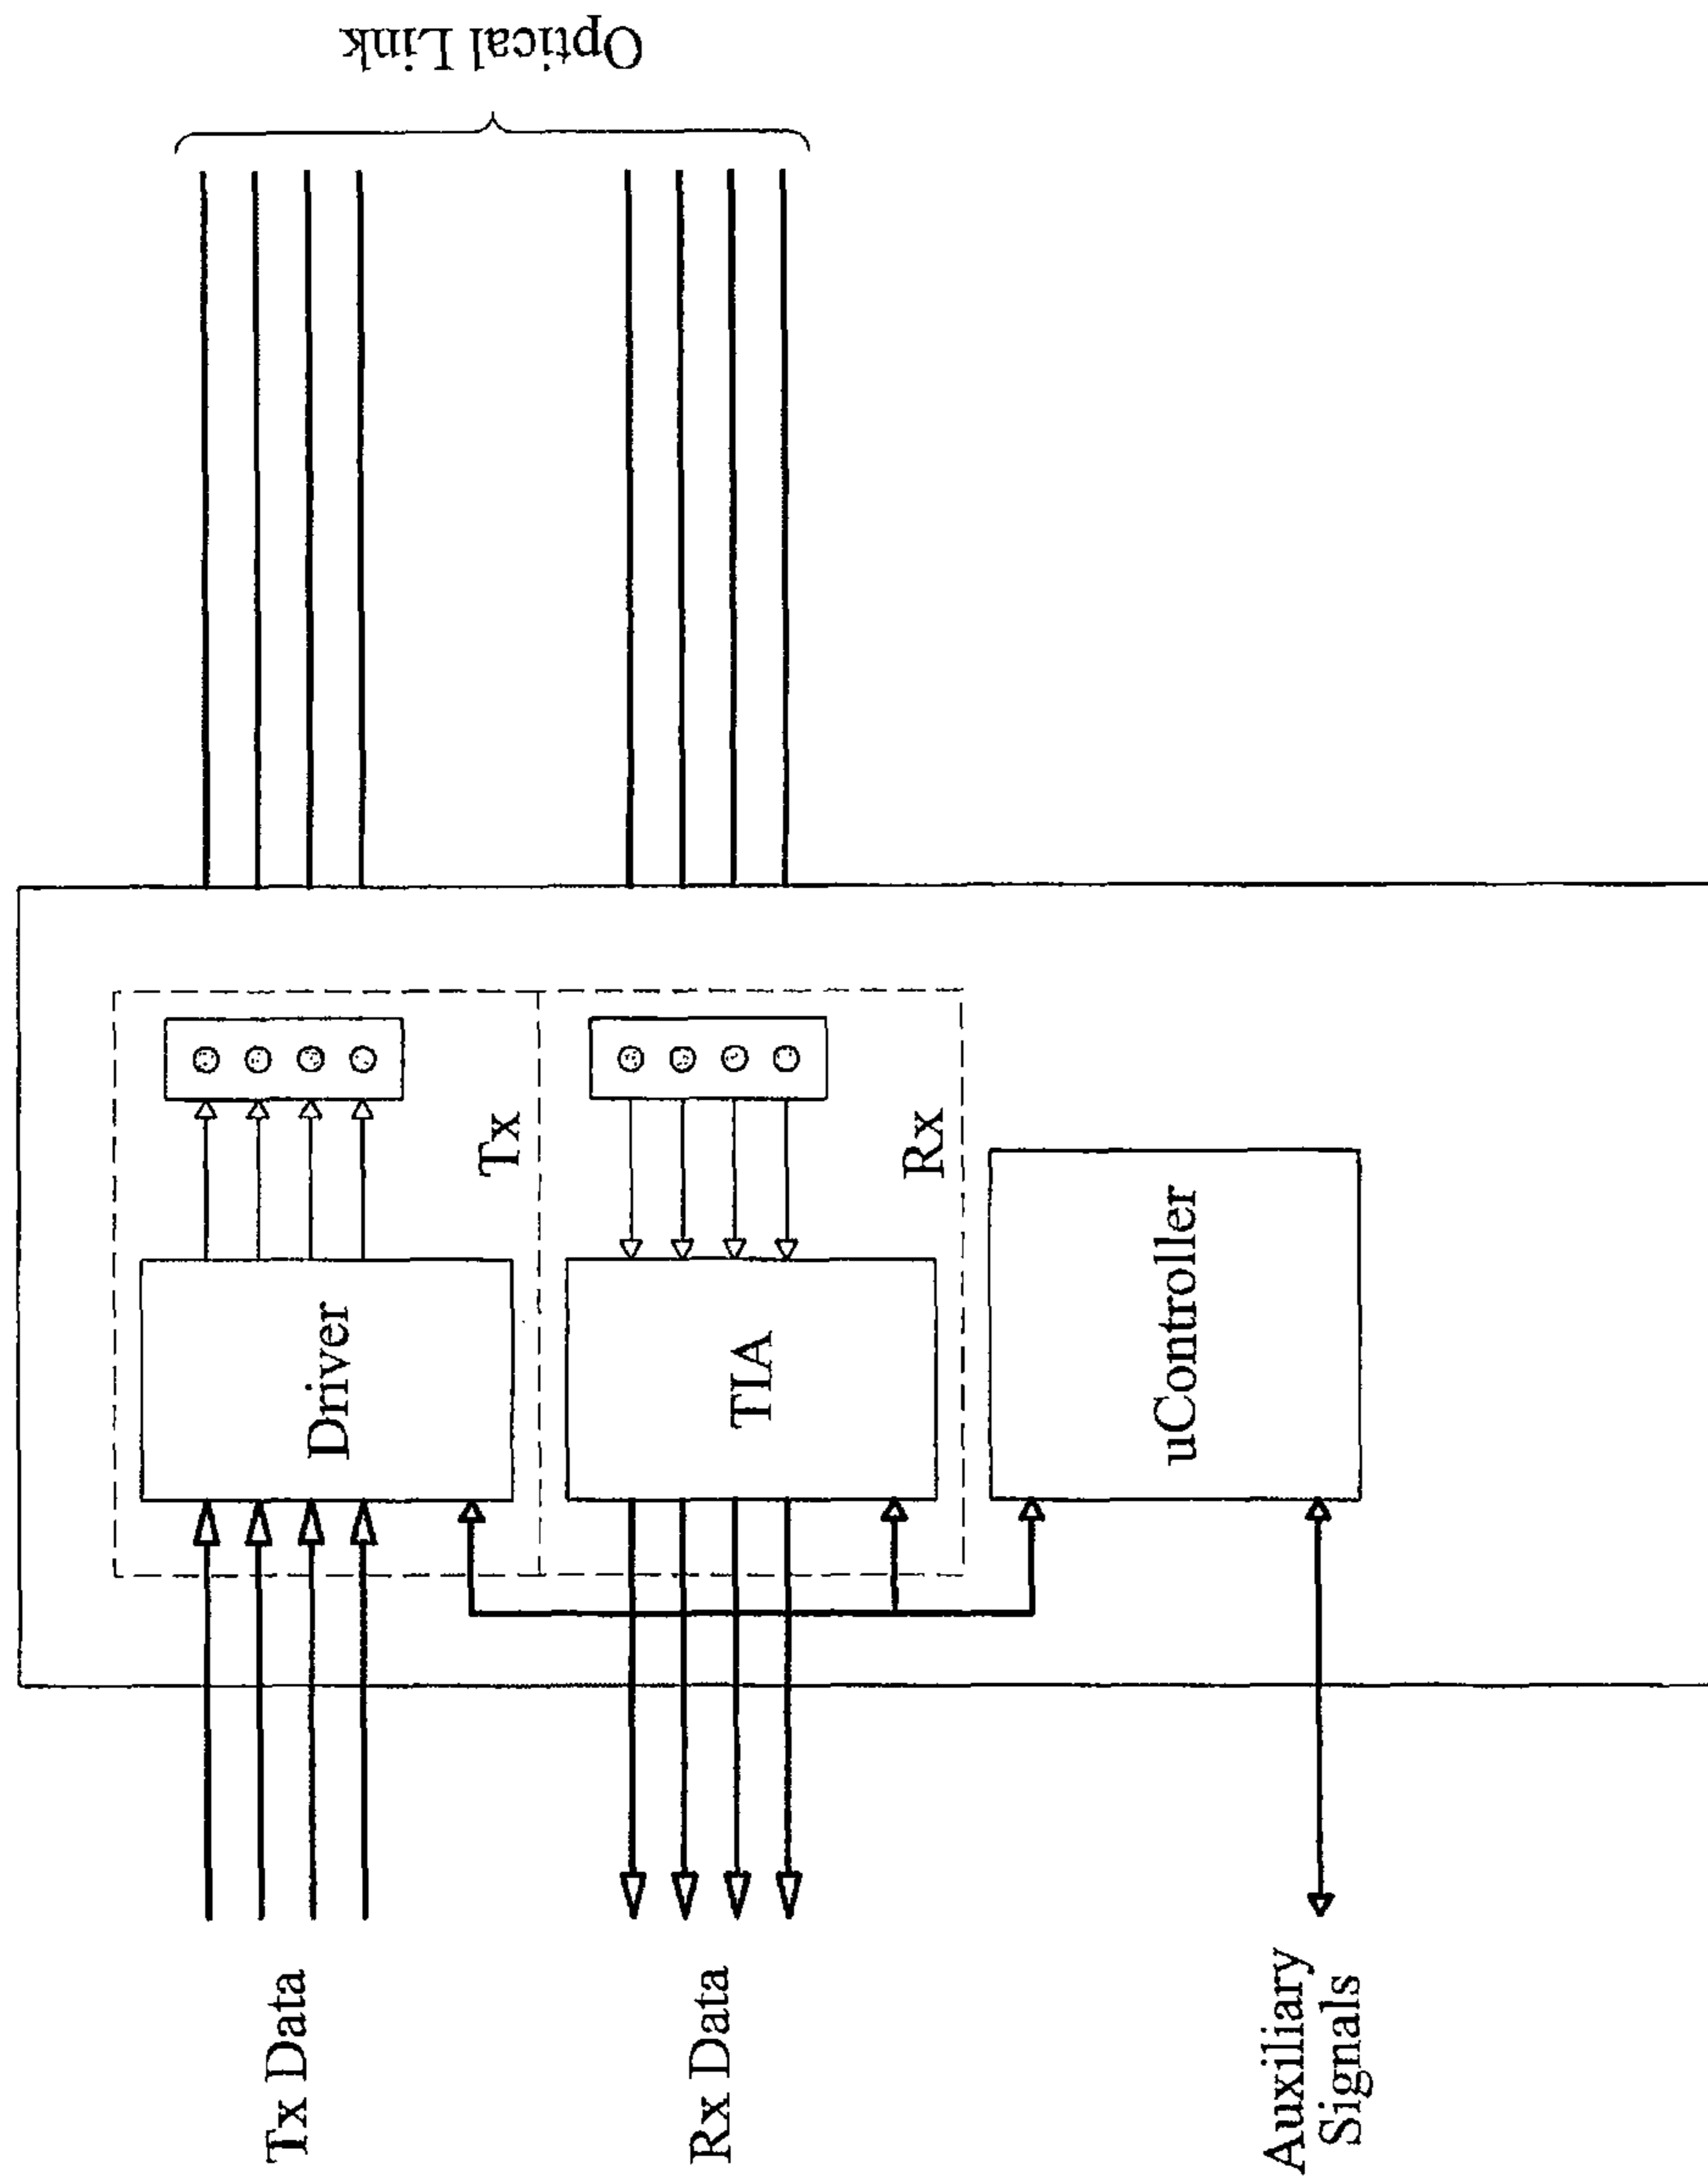 Optical Link
Tx
Rx
Driver
TIA
uController
Tx Data
Rx Data
Auxiliary
Signals